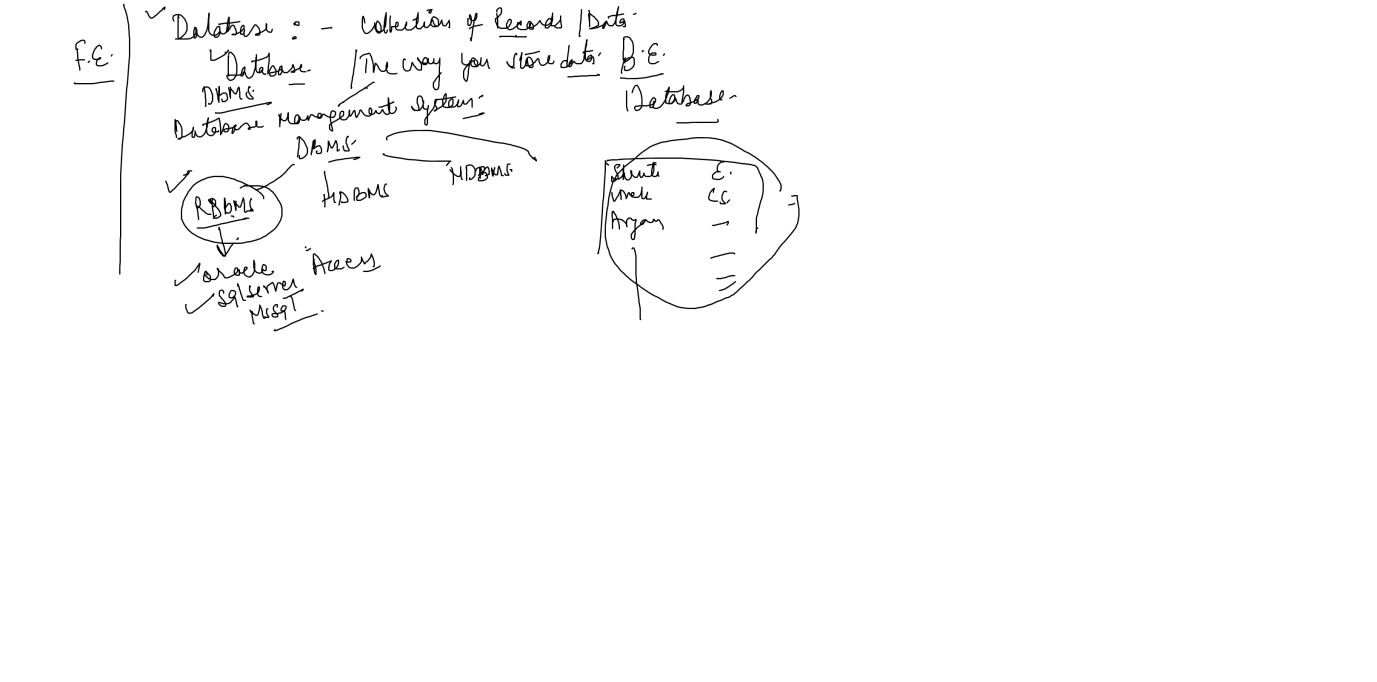 F.E.
Database : - Collection of Records / Data.
Database / The way you store data. B.E.
DBMS
Database Management System.
Database.
DBMS.
RDBMS
HDBMS
NDBMS.
E.
CS
Aryan
oracle
Access
sqlserver